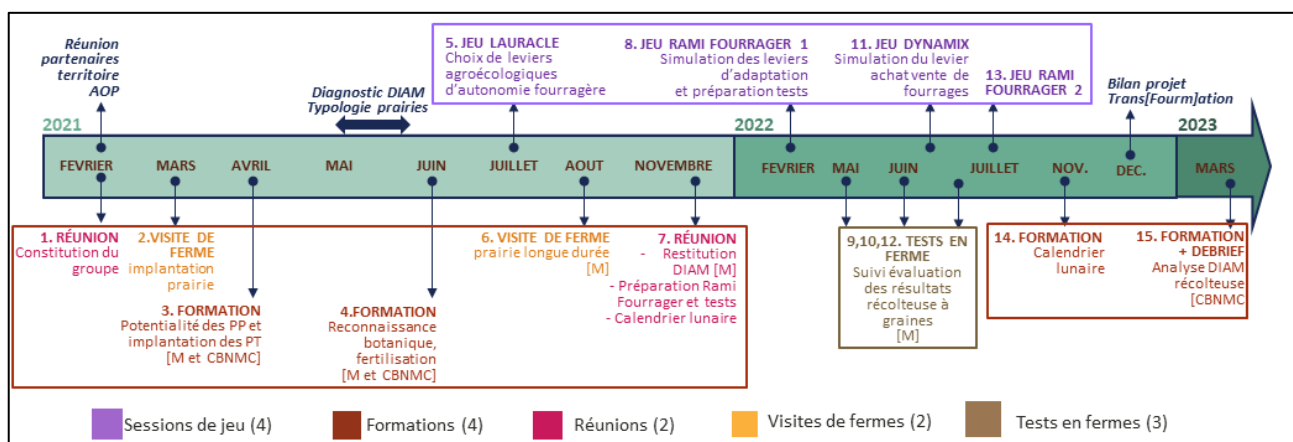 Réunion
partenaires
territoire
AOP
Diagnostic DIAM
Typologie prairies
5. JEU LAURACLE
Choix de leviers
agroécologiques
d'autonomie fourragère
8. JEU RAMI FOURRAGER 1
Simulation des leviers
d'adaptation
et préparation tests
11. JEU DYNAMIX
Simulation du levier
achat vente de
fourrages
13. JEU RAMI
FOURRAGER 2
Bilan projet
Trans[Fourm]ation
2021
2022
2023
FEVRIER
MARS
AVRIL
MAI
JUIN
JUILLET
AOUT
NOVEMBRE
FEVRIER
MAI
JUIN
JUILLET
NOV.
DEC.
MARS
1. RÉUNION
Constitution du
groupe
2.VISITE DE
FERME
implantation
prairie
3. FORMATION
Potentialité des PP et
implantation des PT
[M et CBNMC]
4.FORMATION
Reconnaissance
botanique,
fertilisation
[M et CBNMC]
6. VISITE DE FERME
prairie longue durée
[M]
7. RÉUNION
- Restitution
DIAM [M]
- Préparation Rami
Fourrager et tests
- Calendrier lunaire
9,10,12. TESTS EN
FERME
Suivi évaluation
des résultats
récolteuse à
graines
[M]
14. FORMATION
Calendrier
lunaire
15. FORMATION
+ DEBRIEF
Analyse DIAM
récolteuse
[CBNMC
Sessions de jeu (4)
Formations (4)
Réunions (2)
Visites de fermes (2)
Tests en fermes (3)